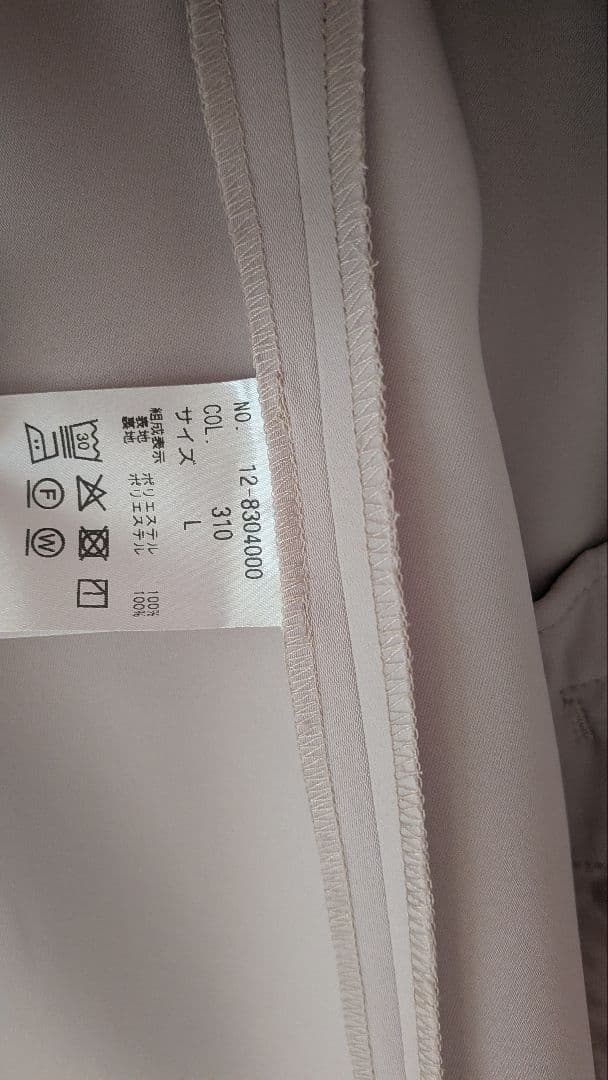 NO. 12-8304000
COL. 310
サイズ L
組成表示
表地 ポリエステル 100%
裏地 ポリエステル 100%
30
F
W